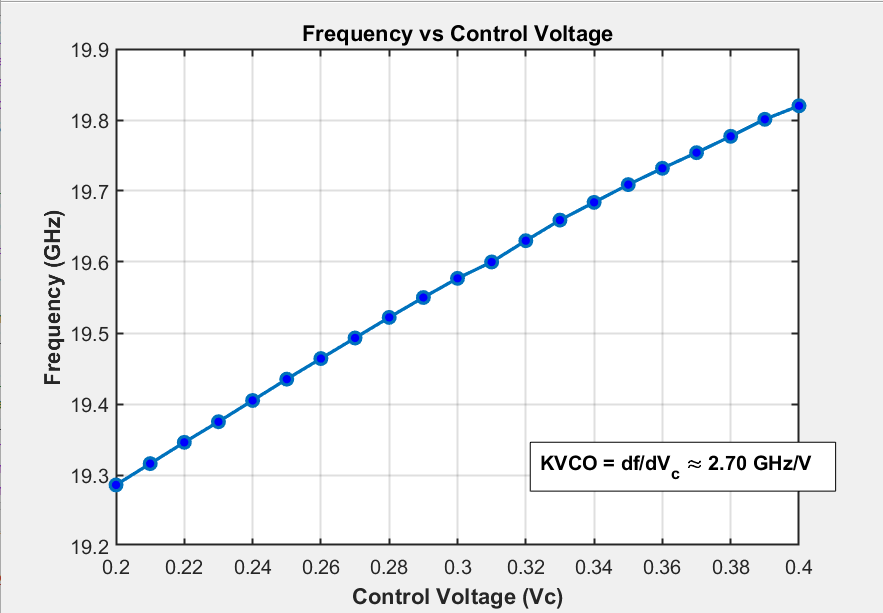 Frequency vs Control Voltage
19.9
19.8
19.7
19.6
19.5
19.4
19.3
19.2
Frequency (GHz)
KVCO = df/dVc ≈ 2.70 GHz/V
0.2 0.22 0.24 0.26 0.28 0.3 0.32 0.34 0.36 0.38 0.4
Control Voltage (Vc)